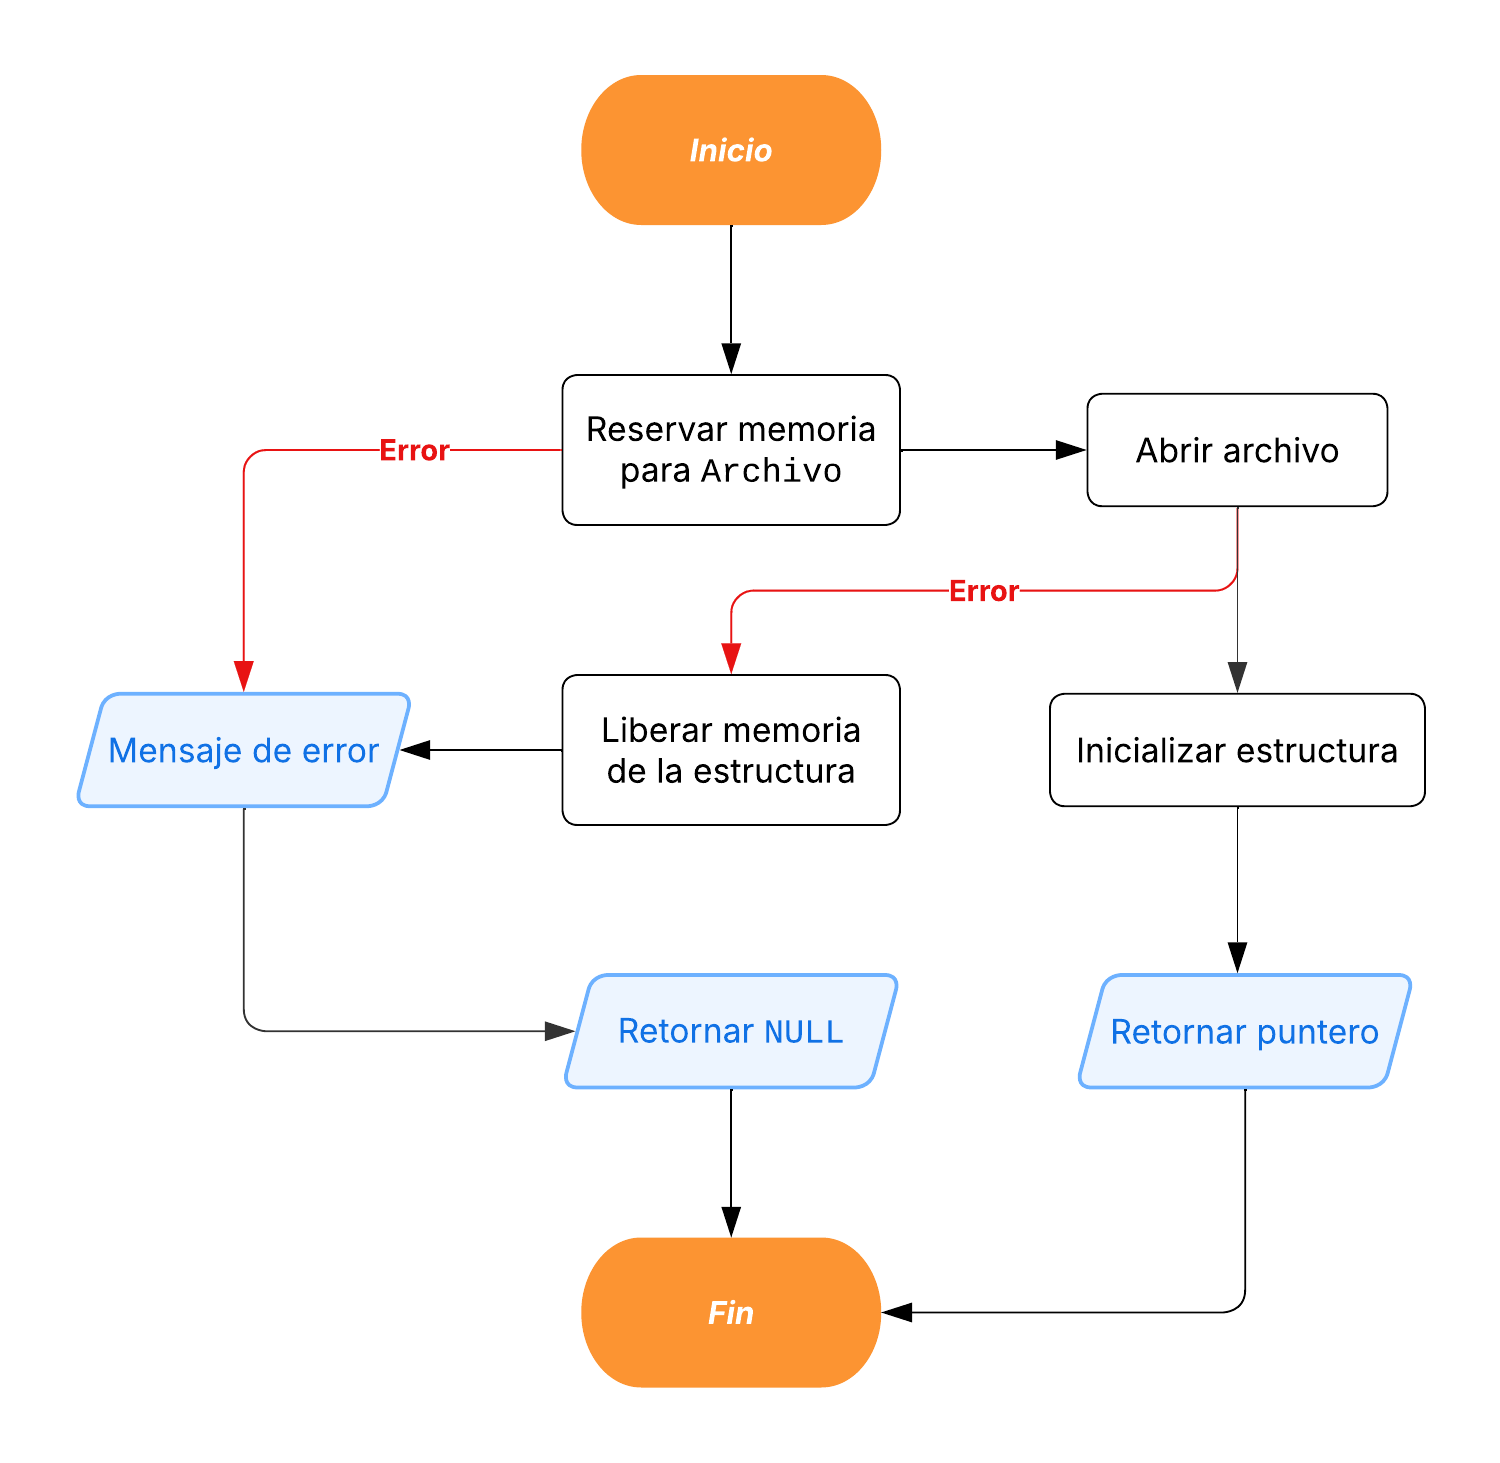 Inicio
Reservar memoria
para Archivo
Error
Abrir archivo
Error
Mensaje de error
Liberar memoria
de la estructura
Inicializar estructura
Retornar NULL
Retornar puntero
Fin